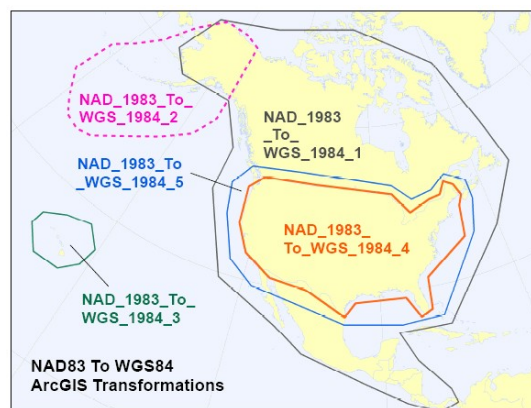 NAD_1983_To_
WGS_1984_2
NAD_1983
_To_
WGS_1984_1
NAD_1983_To
_WGS_1984_5
NAD_1983_
To_WGS_1984_4
NAD_1983_To_
WGS_1984_3
NAD83 To WGS84
ArcGIS Transformations